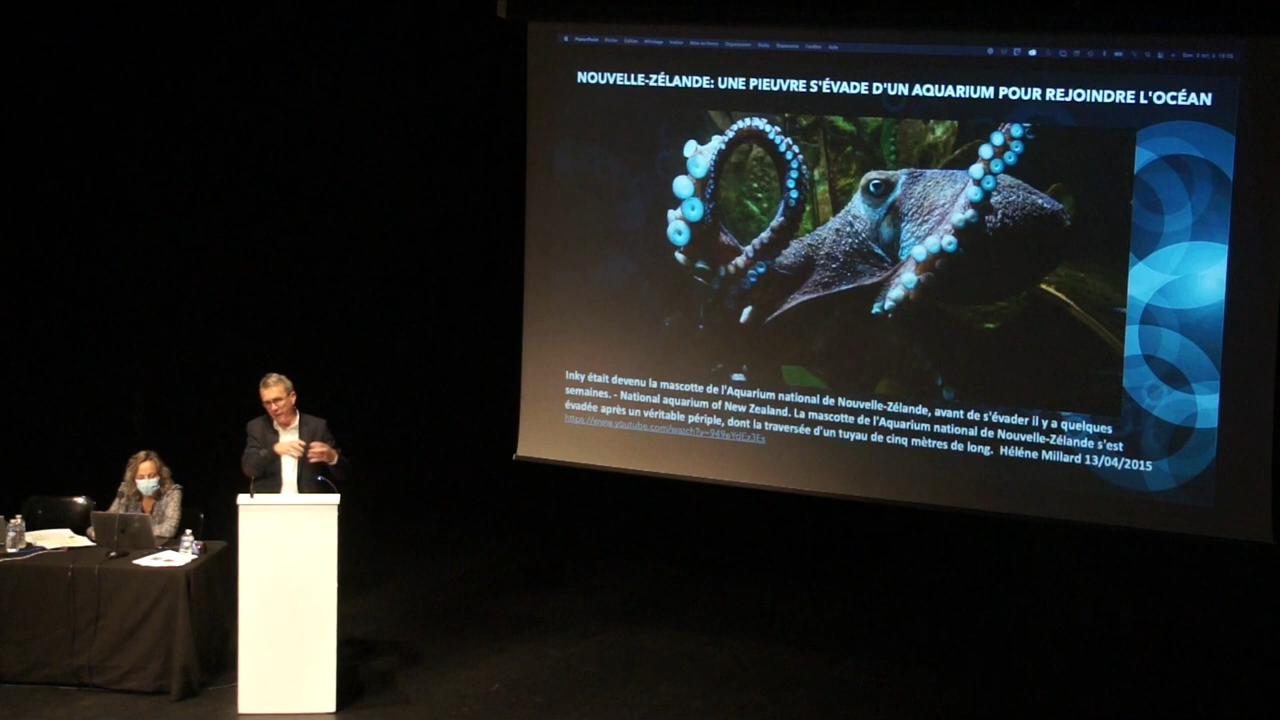 NOUVELLE-ZÉLANDE: UNE PIEUVRE S'ÉVADE D'UN AQUARIUM POUR REJOINDRE L'OCÉAN
Inky était devenu la mascotte de l'Aquarium national de Nouvelle-Zélande, avant de s'évader il y a quelques
semaines. - National aquarium of New Zealand. La mascotte de l'Aquarium national de Nouvelle-Zélande s'est
évadée après un véritable périple, dont la traversée d'un tuyau de cinq mètres de long. Héléne Millard 13/04/2015